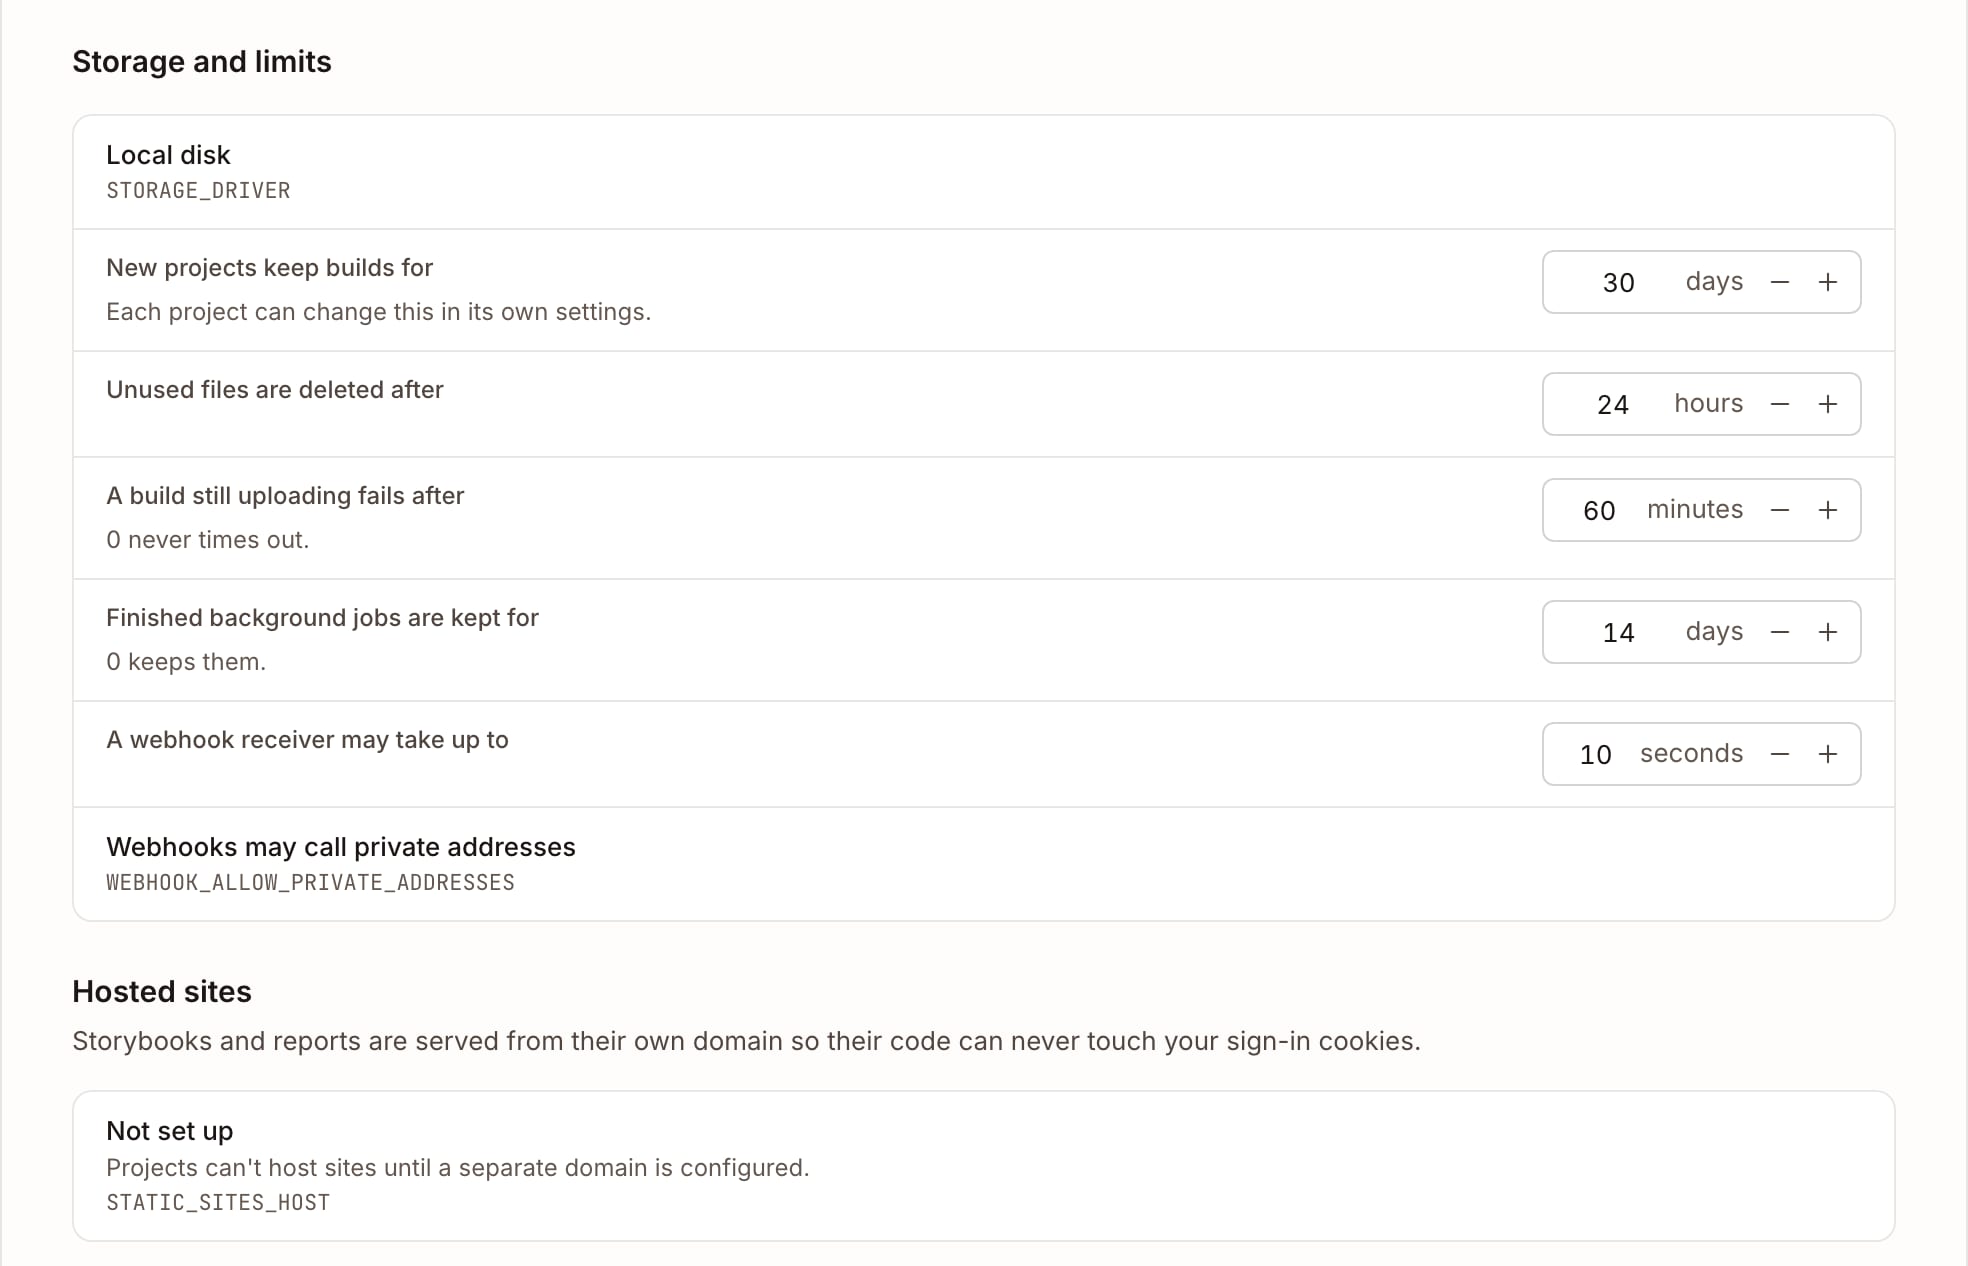 Storage and limits
Local disk
STORAGE_DRIVER
New projects keep builds for
30 days − +
Each project can change this in its own settings.
Unused files are deleted after
24 hours − +
A build still uploading fails after
60 minutes − +
0 never times out.
Finished background jobs are kept for
14 days − +
0 keeps them.
A webhook receiver may take up to
10 seconds − +
Webhooks may call private addresses
WEBHOOK_ALLOW_PRIVATE_ADDRESSES
Hosted sites
Storybooks and reports are served from their own domain so their code can never touch your sign-in cookies.
Not set up
Projects can't host sites until a separate domain is configured.
STATIC_SITES_HOST